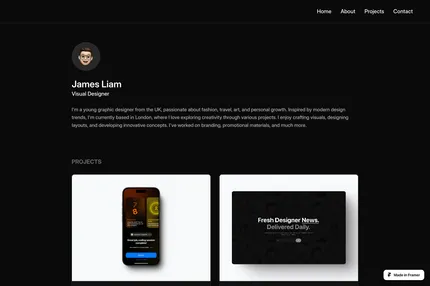 Home About Projects Contact
James Liam
Visual Designer
I'm a young graphic designer from the UK, passionate about fashion, travel, art, and personal growth. Inspired by modern design
trends, I'm currently based in London, where I love exploring creativity through various projects. I enjoy crafting visuals, designing
layouts, and developing innovative concepts. I've worked on branding, promotional materials, and much more.
PROJECTS
Fresh Designer News.
Delivered Daily.
Made in Framer